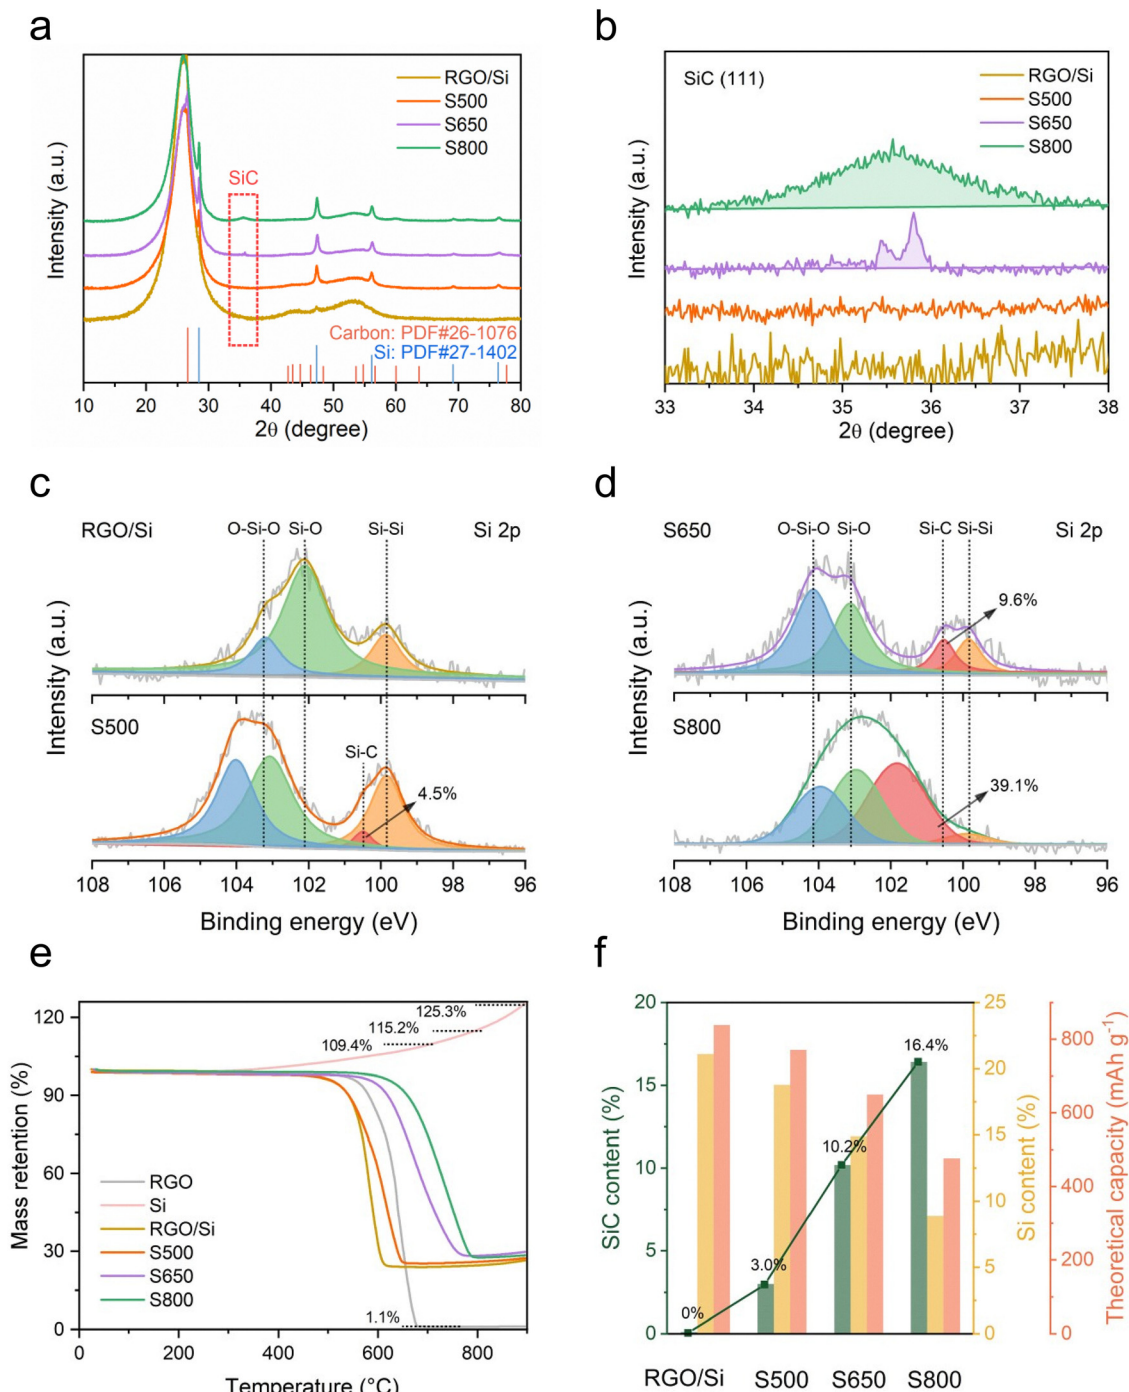 a
Intensity (a.u.)
RGO/Si
S500
S650
S800
SiC
Carbon: PDF#26-1076
Si: PDF#27-1402
10 20 30 40 50 60 70 80
2θ (degree)
b
Intensity (a.u.)
SiC (111)
RGO/Si
S500
S650
S800
33 34 35 36 37 38
2θ (degree)
c
Intensity (a.u.)
RGO/Si
O-Si-O Si-O Si-Si
Si 2p
S500
Si-C
4.5%
108 106 104 102 100 98 96
Binding energy (eV)
d
Intensity (a.u.)
S650
O-Si-O Si-O Si-C Si-Si
Si 2p
9.6%
S800
39.1%
108 106 104 102 100 98 96
Binding energy (eV)
e
Mass retention (%)
120
90
60
30
0
125.3%
115.2%
109.4%
RGO
Si
RGO/Si
S500
S650
S800
1.1%
0 200 400 600 800
Temperature (°C)
f
SiC content (%)
20
15
10
5
0
0%
3.0%
10.2%
16.4%
25
20
15
10
5
0
Si content (%)
800
600
400
200
0
Theoretical capacity (mAh g⁻¹)
RGO/Si S500 S650 S800